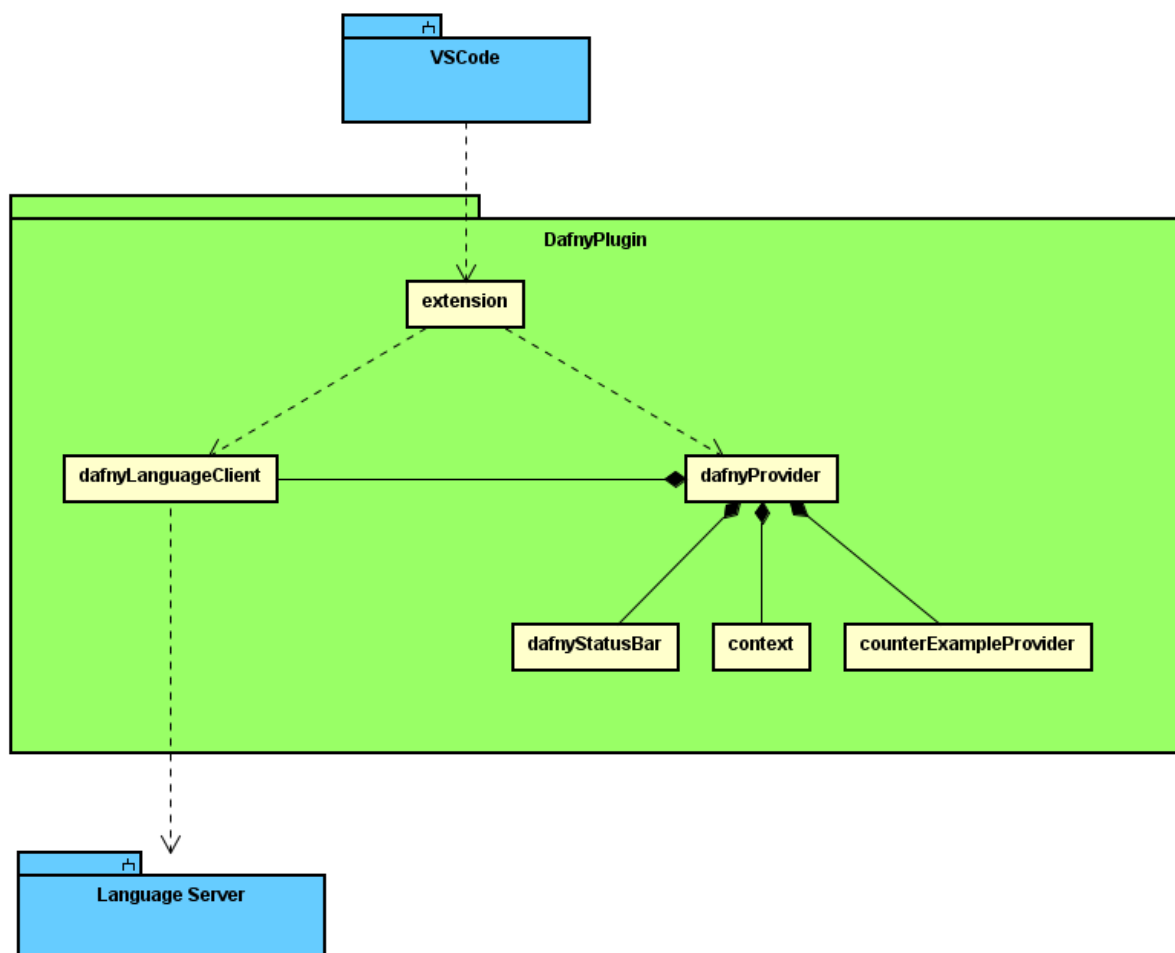 VSCode
DafnyPlugin
extension
dafnyLanguageClient
dafnyProvider
dafnyStatusBar
context
counterExampleProvider
Language Server